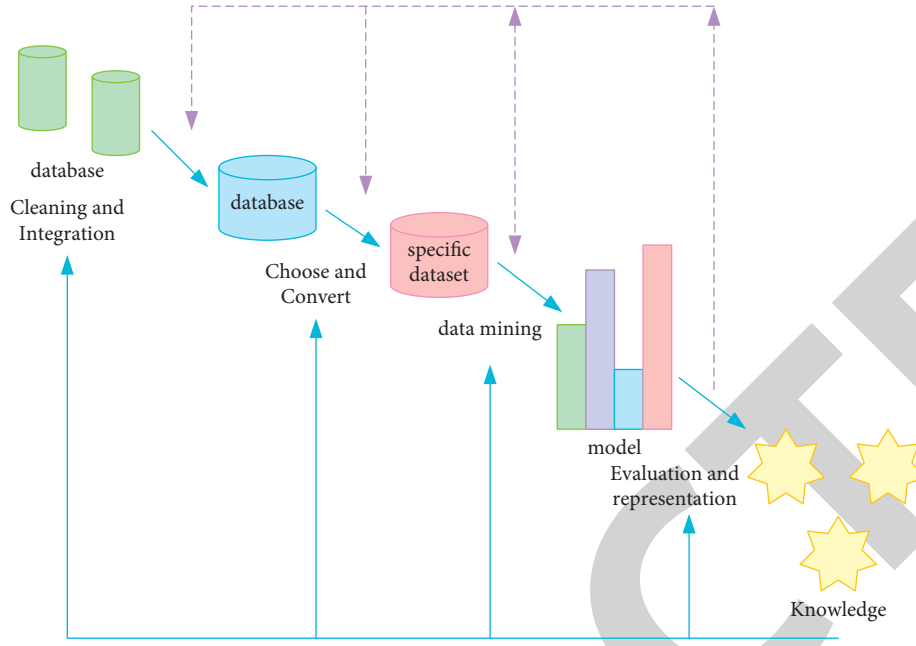 database
Cleaning and
Integration
database
Choose and
Convert
specific
dataset
data mining
model
Evaluation and
representation
Knowledge